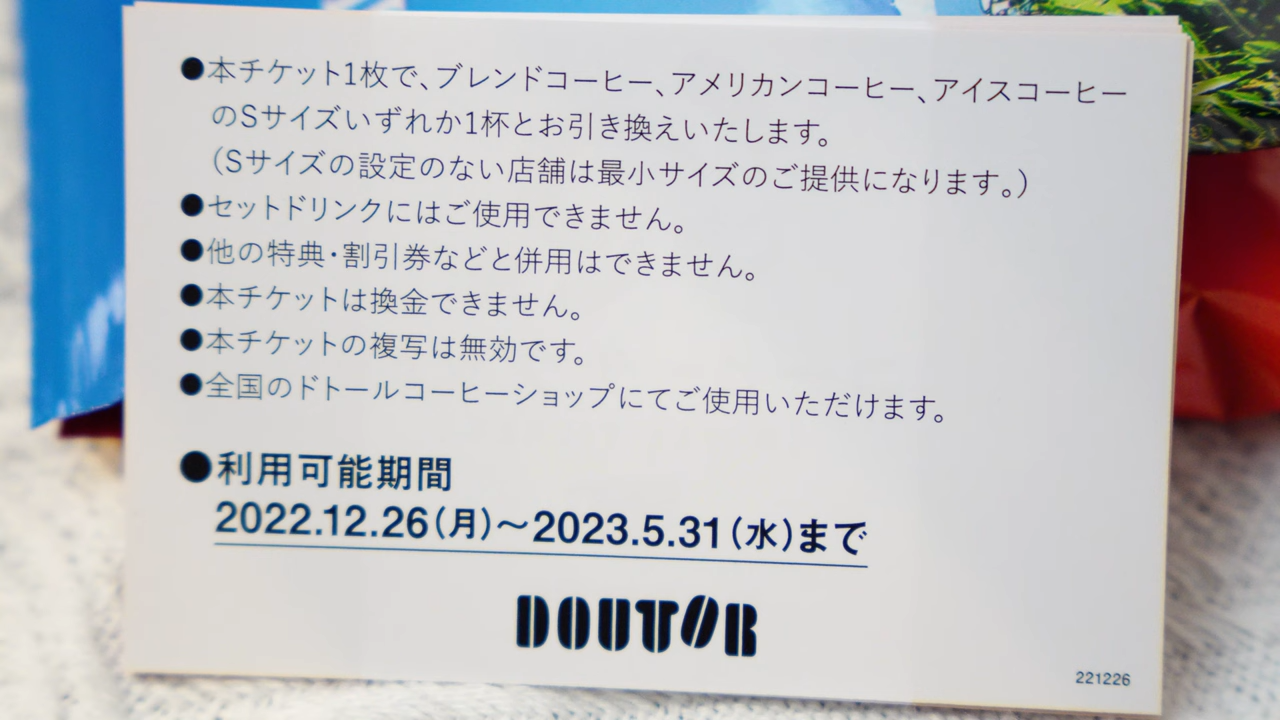 ●本チケット1枚で、ブレンドコーヒー、アメリカンコーヒー、アイスコーヒー
のSサイズいずれか1杯とお引き換えいたします。
（Sサイズの設定のない店舗は最小サイズのご提供になります。）
●セットドリンクにはご使用できません。
●他の特典・割引券などと併用はできません。
●本チケットは換金できません。
●本チケットの複写は無効です。
●全国のドトールコーヒーショップにてご使用いただけます。
●利用可能期間
2022.12.26（月）～2023.5.31（水）まで
DOUTOR
221226